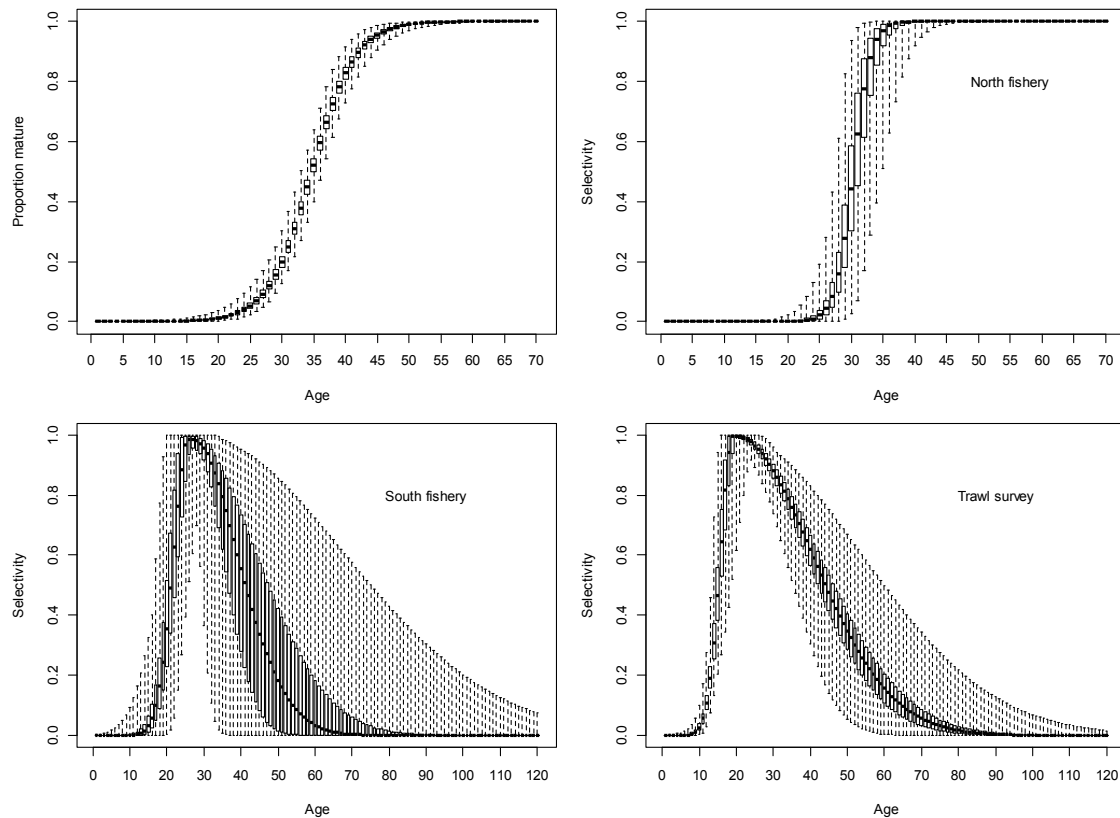 Proportion mature
0.0 0.2 0.4 0.6 0.8 1.0
0 5 10 15 20 25 30 35 40 45 50 55 60 65 70
Age
Selectivity
0.0 0.2 0.4 0.6 0.8 1.0
North fishery
0 5 10 15 20 25 30 35 40 45 50 55 60 65 70
Age
Selectivity
0.0 0.2 0.4 0.6 0.8 1.0
South fishery
0 10 20 30 40 50 60 70 80 90 100 110 120
Age
Selectivity
0.0 0.2 0.4 0.6 0.8 1.0
Trawl survey
0 10 20 30 40 50 60 70 80 90 100 110 120
Age